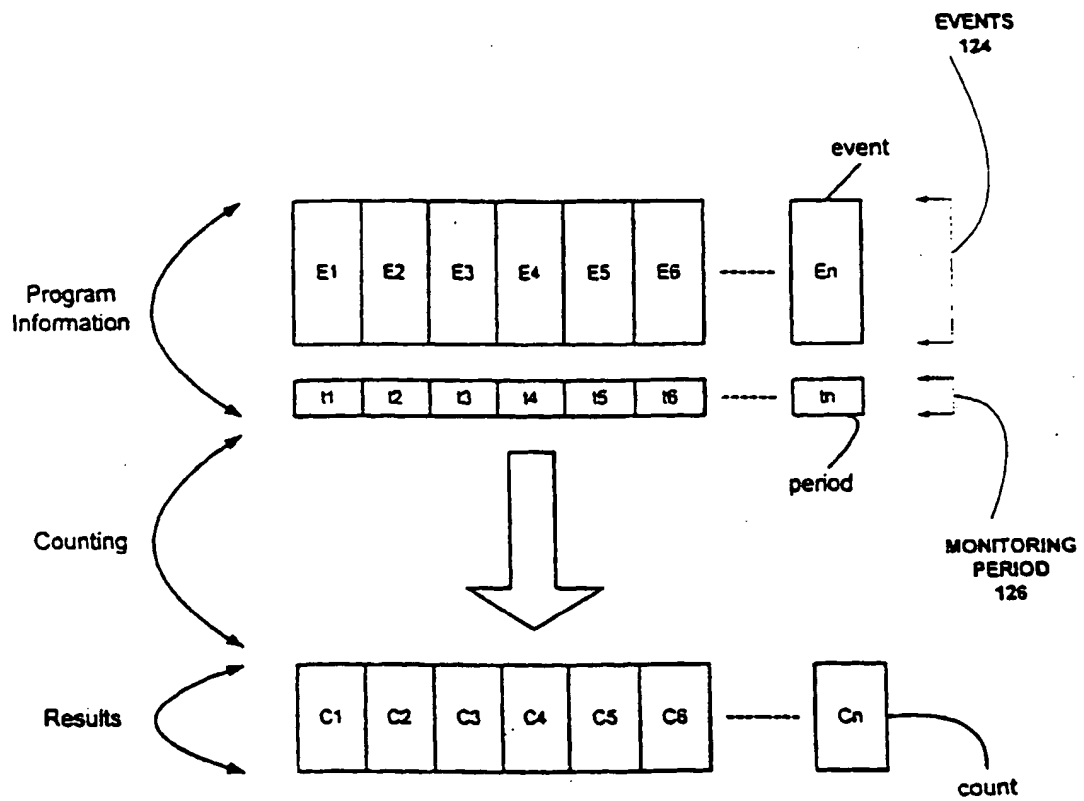 EVENTS
124
event
E1 E2 E3 E4 E5 E6 En
Program
Information
t1 t2 t3 t4 t5 t6 tn
period
Counting
MONITORING
PERIOD
126
Results
C1 C2 C3 C4 C5 C6 Cn
count